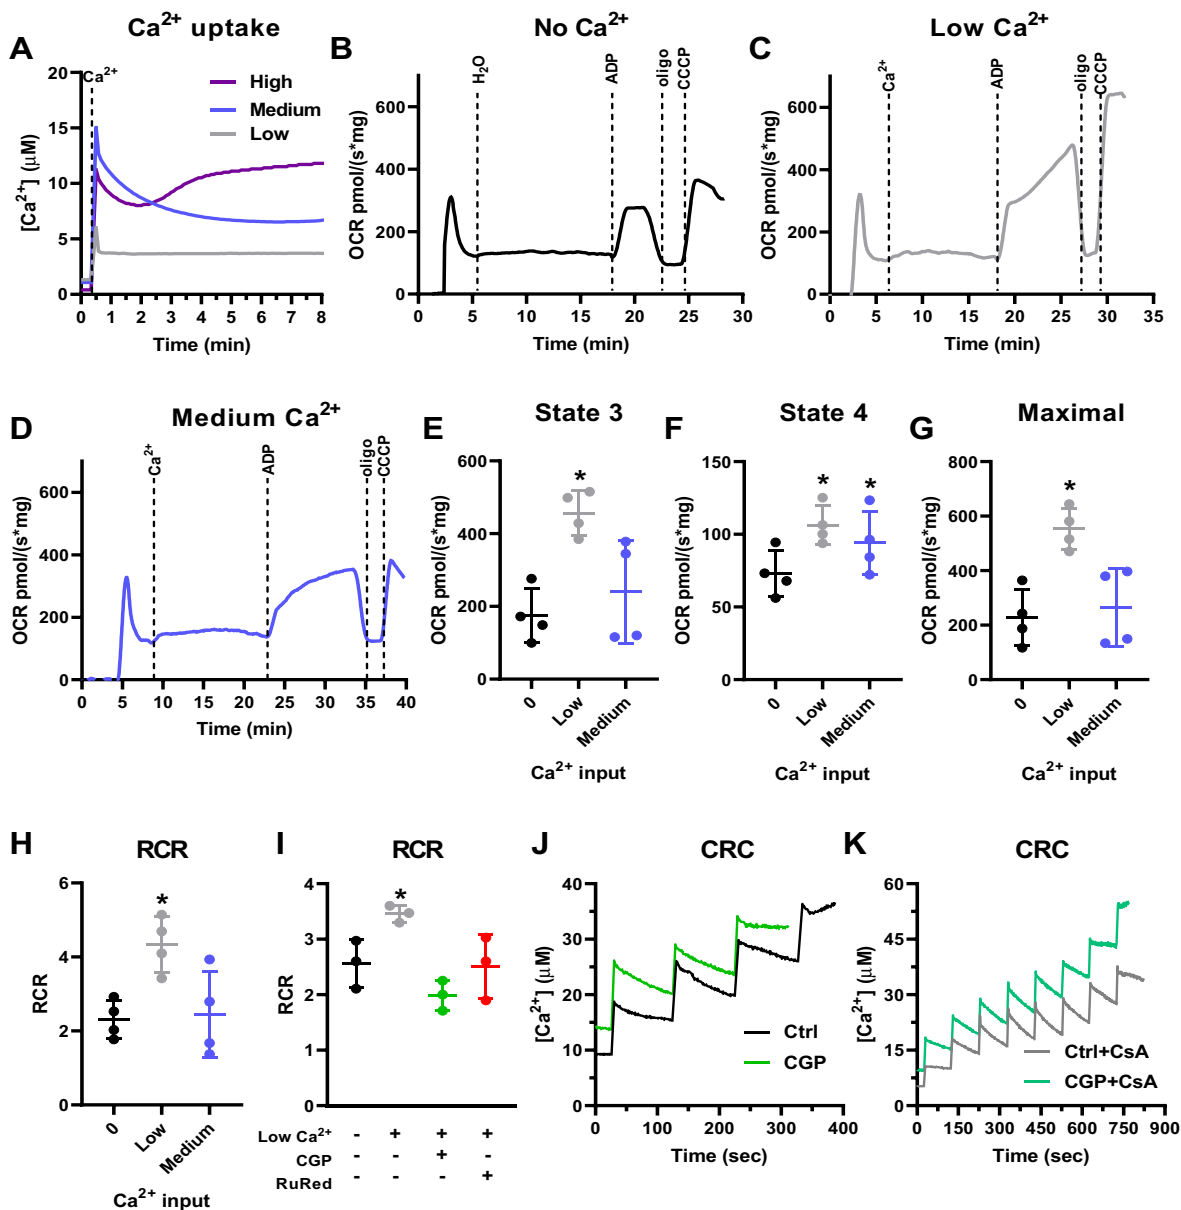 A
Ca²⁺ uptake
[Ca²⁺] (μM)
20
15
10
5
0
Ca²⁺
High
Medium
Low
0 1 2 3 4 5 6 7 8
Time (min)
B
No Ca²⁺
OCR pmol/(s*mg)
600
400
200
0
H₂O
ADP
oligo
CCCP
0 5 10 15 20 25 30
Time (min)
C
Low Ca²⁺
OCR pmol/(s*mg)
600
400
200
0
Ca²⁺
ADP
oligo
CCCP
0 5 10 15 20 25 30 35
Time (min)
D
Medium Ca²⁺
OCR pmol/(s*mg)
600
400
200
0
Ca²⁺
ADP
oligo
CCCP
0 5 10 15 20 25 30 35 40
Time (min)
E
State 3
OCR pmol/(s*mg)
600
400
200
0
*
0 Low Medium
Ca²⁺ input
F
State 4
OCR pmol/(s*mg)
150
100
50
0
* *
0 Low Medium
Ca²⁺ input
G
Maximal
OCR pmol/(s*mg)
800
600
400
200
0
*
0 Low Medium
Ca²⁺ input
H
RCR
RCR
6
4
2
0
*
0 Low Medium
Ca²⁺ input
I
RCR
RCR
4
3
2
1
0
*
Low Ca²⁺ - + + +
CGP - - + -
RuRed - - - +
J
CRC
[Ca²⁺] (μM)
40
30
20
10
0
Ctrl
CGP
0 100 200 300 400
Time (sec)
K
CRC
[Ca²⁺] (μM)
60
45
30
15
0
Ctrl+CsA
CGP+CsA
0 150 300 450 600 750 900
Time (sec)